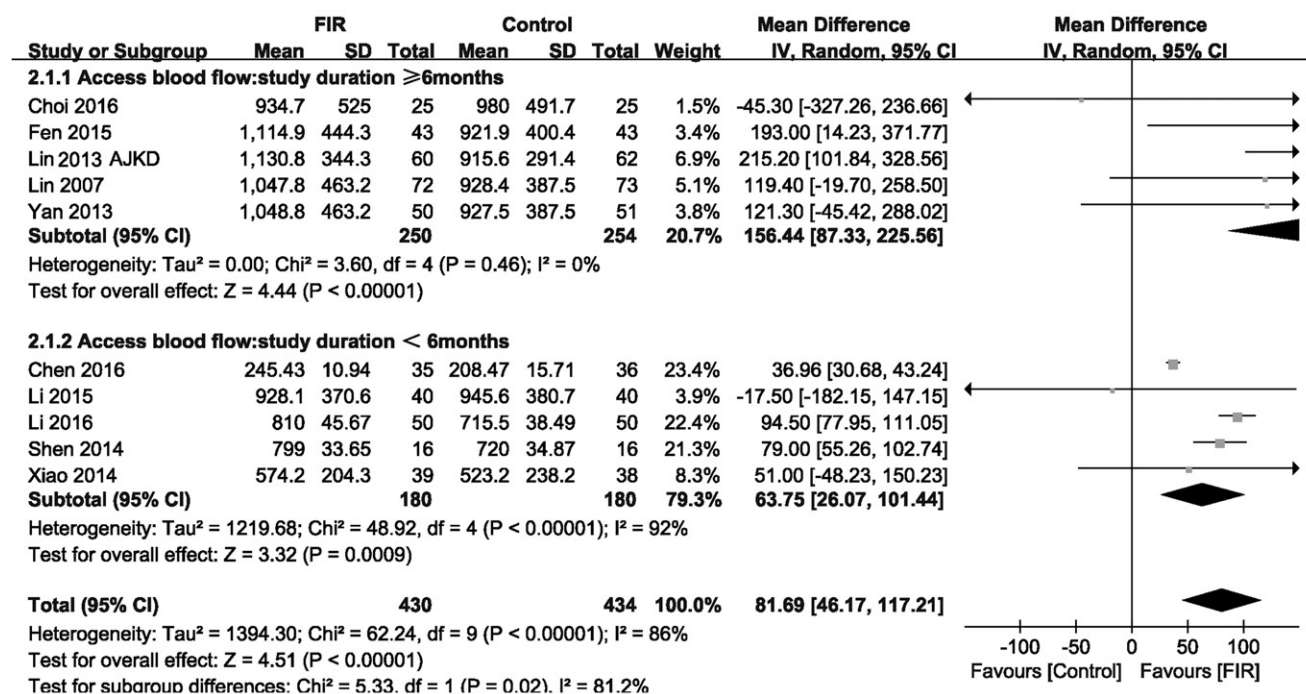 FIR Control Mean Difference Mean Difference
Study or Subgroup Mean SD Total Mean SD Total Weight IV, Random, 95% CI IV, Random, 95% CI
2.1.1 Access blood flow:study duration ≥6months
Choi 2016 934.7 525 25 980 491.7 25 1.5% -45.30 [-327.26, 236.66]
Fen 2015 1,114.9 444.3 43 921.9 400.4 43 3.4% 193.00 [14.23, 371.77]
Lin 2013 AJKD 1,130.8 344.3 60 915.6 291.4 62 6.9% 215.20 [101.84, 328.56]
Lin 2007 1,047.8 463.2 72 928.4 387.5 73 5.1% 119.40 [-19.70, 258.50]
Yan 2013 1,048.8 463.2 50 927.5 387.5 51 3.8% 121.30 [-45.42, 288.02]
Subtotal (95% CI) 250 254 20.7% 156.44 [87.33, 225.56]
Heterogeneity: Tau² = 0.00; Chi² = 3.60, df = 4 (P = 0.46); I² = 0%
Test for overall effect: Z = 4.44 (P < 0.00001)
2.1.2 Access blood flow:study duration < 6months
Chen 2016 245.43 10.94 35 208.47 15.71 36 23.4% 36.96 [30.68, 43.24]
Li 2015 928.1 370.6 40 945.6 380.7 40 3.9% -17.50 [-182.15, 147.15]
Li 2016 810 45.67 50 715.5 38.49 50 22.4% 94.50 [77.95, 111.05]
Shen 2014 799 33.65 16 720 34.87 16 21.3% 79.00 [55.26, 102.74]
Xiao 2014 574.2 204.3 39 523.2 238.2 38 8.3% 51.00 [-48.23, 150.23]
Subtotal (95% CI) 180 180 79.3% 63.75 [26.07, 101.44]
Heterogeneity: Tau² = 1219.68; Chi² = 48.92, df = 4 (P < 0.00001); I² = 92%
Test for overall effect: Z = 3.32 (P = 0.0009)
Total (95% CI) 430 434 100.0% 81.69 [46.17, 117.21]
Heterogeneity: Tau² = 1394.30; Chi² = 62.24, df = 9 (P < 0.00001); I² = 86%
Test for overall effect: Z = 4.51 (P < 0.00001)
Test for subgroup differences: Chi² = 5.33, df = 1 (P = 0.02), I² = 81.2%
-100 -50 0 50 100
Favours [Control] Favours [FIR]